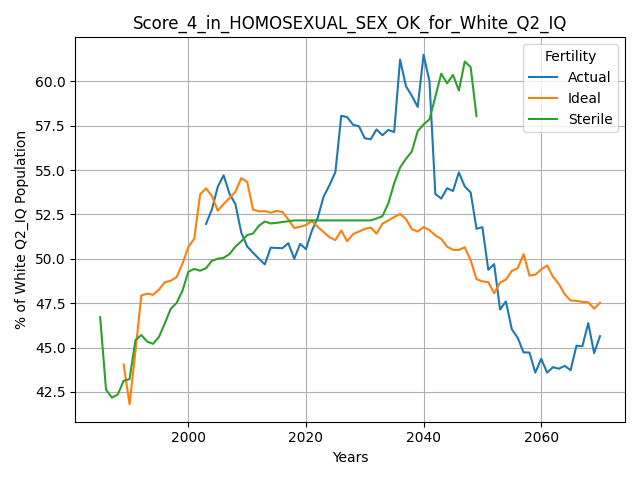 Score_4_in_HOMOSEXUAL_SEX_OK_for_White_Q2_IQ
Fertility
Actual
Ideal
Sterile
% of White Q2_IQ Population
60.0
57.5
55.0
52.5
50.0
47.5
45.0
42.5
2000
2020
2040
2060
Years